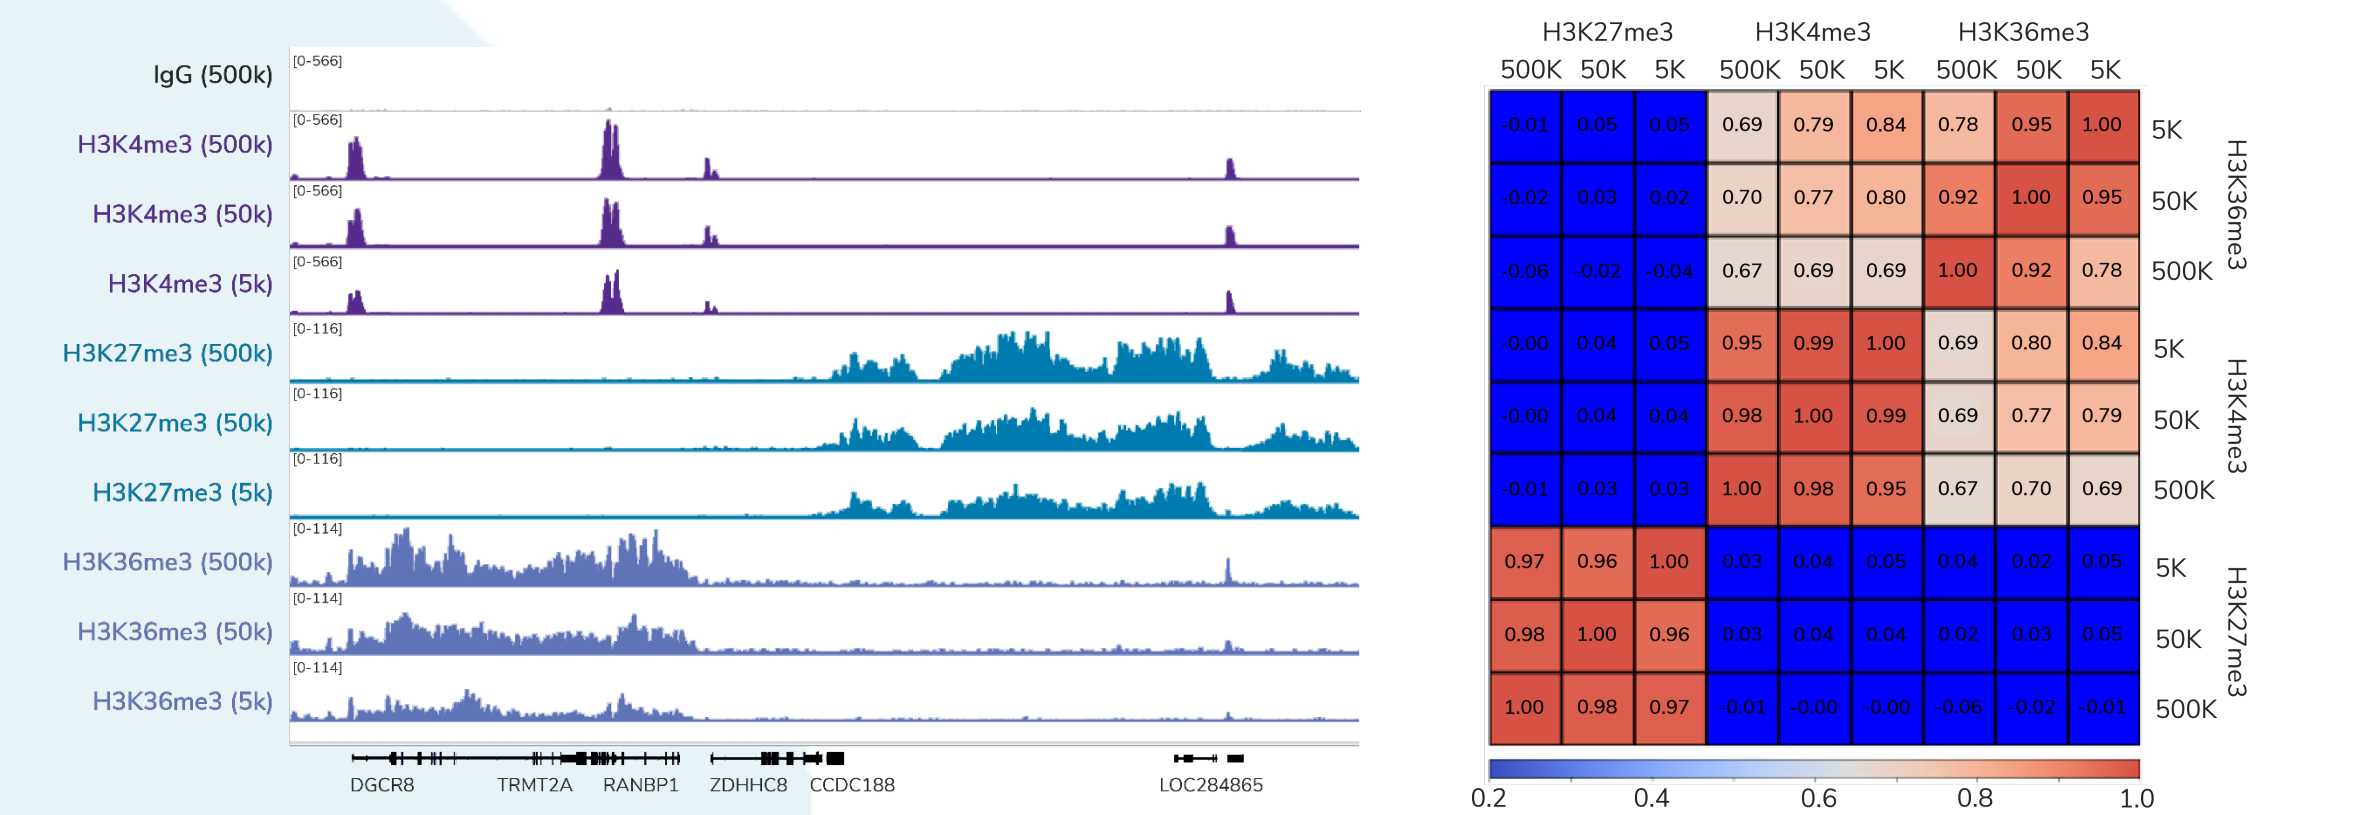 IgG (500k)
[0-566]
H3K4me3 (500k)
[0-566]
H3K4me3 (50k)
[0-566]
H3K4me3 (5k)
[0-566]
H3K27me3 (500k)
[0-116]
H3K27me3 (50k)
[0-116]
H3K27me3 (5k)
[0-116]
H3K36me3 (500k)
[0-114]
H3K36me3 (50k)
[0-114]
H3K36me3 (5k)
[0-114]
DGCR8 TRMT2A RANBP1 ZDHHC8 CCDC188 LOC284865
H3K27me3 H3K4me3 H3K36me3
500K 50K 5K 500K 50K 5K 500K 50K 5K
-0.01 0.05 0.05 0.69 0.79 0.84 0.78 0.95 1.00 5K
-0.02 0.03 0.02 0.70 0.77 0.80 0.92 1.00 0.95 50K
-0.06 -0.02 -0.04 0.67 0.69 0.69 1.00 0.92 0.78 500K
H3K36me3
-0.00 0.04 0.05 0.95 0.99 1.00 0.69 0.80 0.84 5K
-0.00 0.04 0.04 0.98 1.00 0.99 0.69 0.77 0.79 50K
-0.01 0.03 0.03 1.00 0.98 0.95 0.67 0.70 0.69 500K
H3K4me3
0.97 0.96 1.00 0.03 0.04 0.05 0.04 0.02 0.05 5K
0.98 1.00 0.96 0.03 0.04 0.04 0.02 0.03 0.05 50K
1.00 0.98 0.97 -0.01 -0.00 -0.00 -0.06 -0.02 -0.01 500K
H3K27me3
0.2 0.4 0.6 0.8 1.0